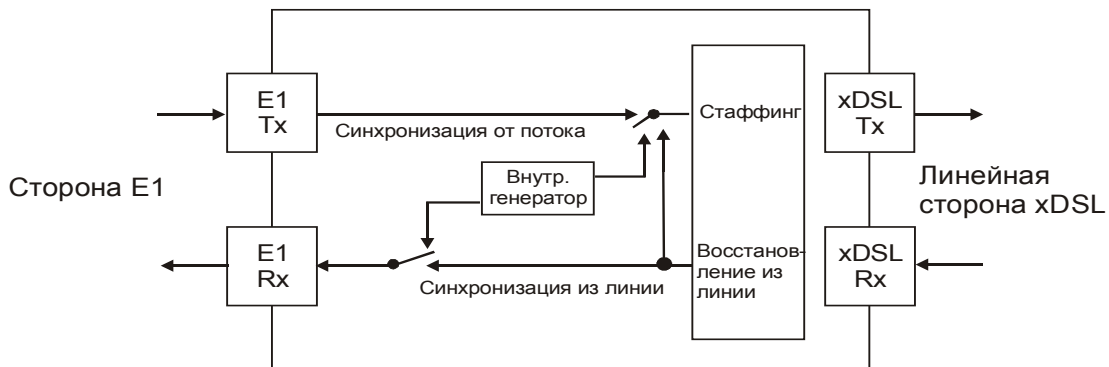 E1
Tx
xDSL
Tx
Стаффинг
Синхронизация от потока
Сторона E1
Внутр.
генератор
Линейная
сторона xDSL
E1
Rx
Восстанов-
ление из
линии
xDSL
Rx
Синхронизация из линии